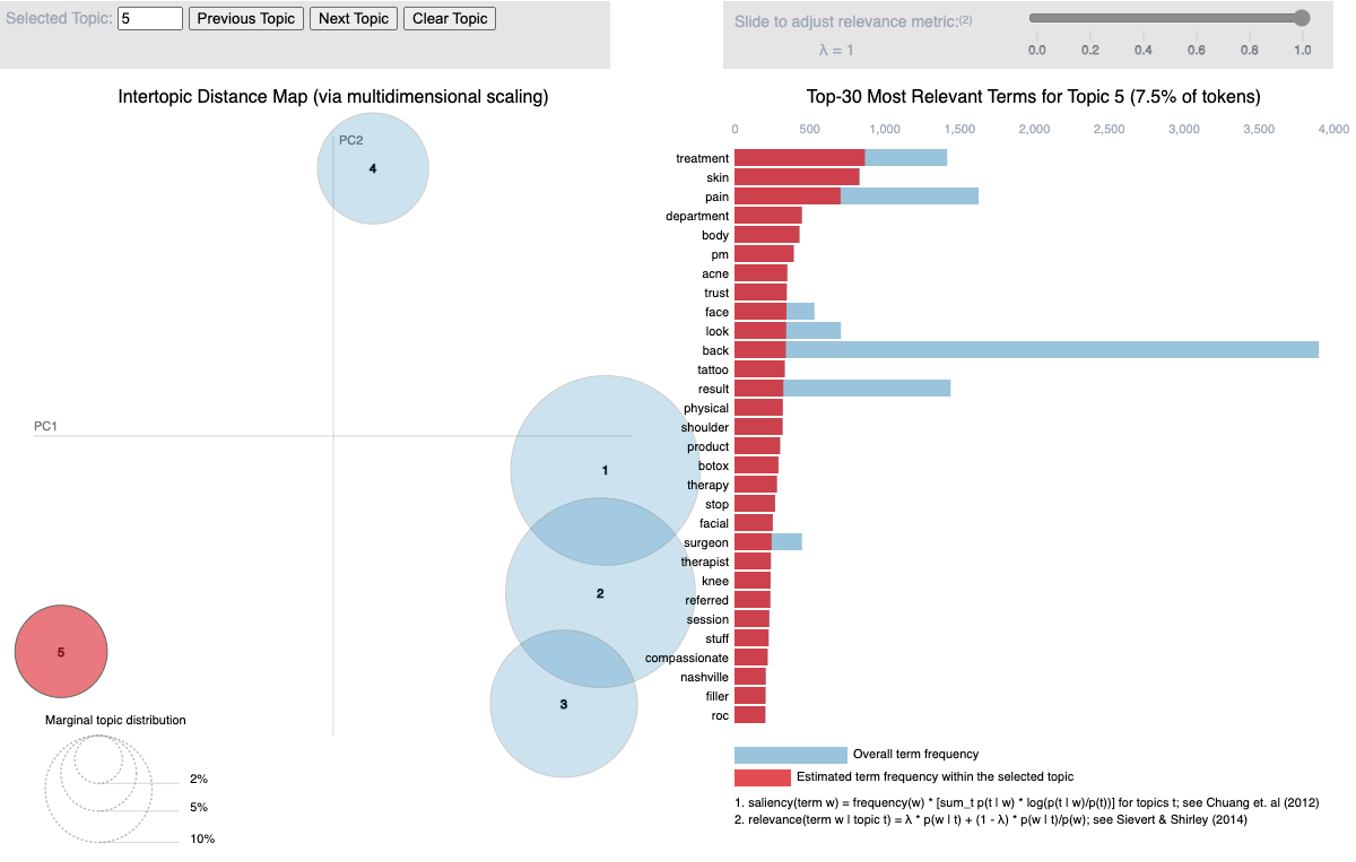 Selected Topic: 5 Previous Topic Next Topic Clear Topic
Slide to adjust relevance metric:(2)
λ = 1
0.0 0.2 0.4 0.6 0.8 1.0
Intertopic Distance Map (via multidimensional scaling)
PC2
4
PC1
1
2
5
3
Marginal topic distribution
2%
5%
10%
Top-30 Most Relevant Terms for Topic 5 (7.5% of tokens)
0 500 1,000 1,500 2,000 2,500 3,000 3,500 4,000
treatment
skin
pain
department
body
pm
acne
trust
face
look
back
tattoo
result
physical
shoulder
product
botox
therapy
stop
facial
surgeon
therapist
knee
referred
session
stuff
compassionate
nashville
filler
roc
Overall term frequency
Estimated term frequency within the selected topic
1. saliency(term w) = frequency(w) * [sum_t p(t | w) * log(p(t | w)/p(t))] for topics t; see Chuang et. al (2012)
2. relevance(term w | topic t) = λ * p(w | t) + (1 - λ) * p(w | t)/p(w); see Sievert & Shirley (2014)